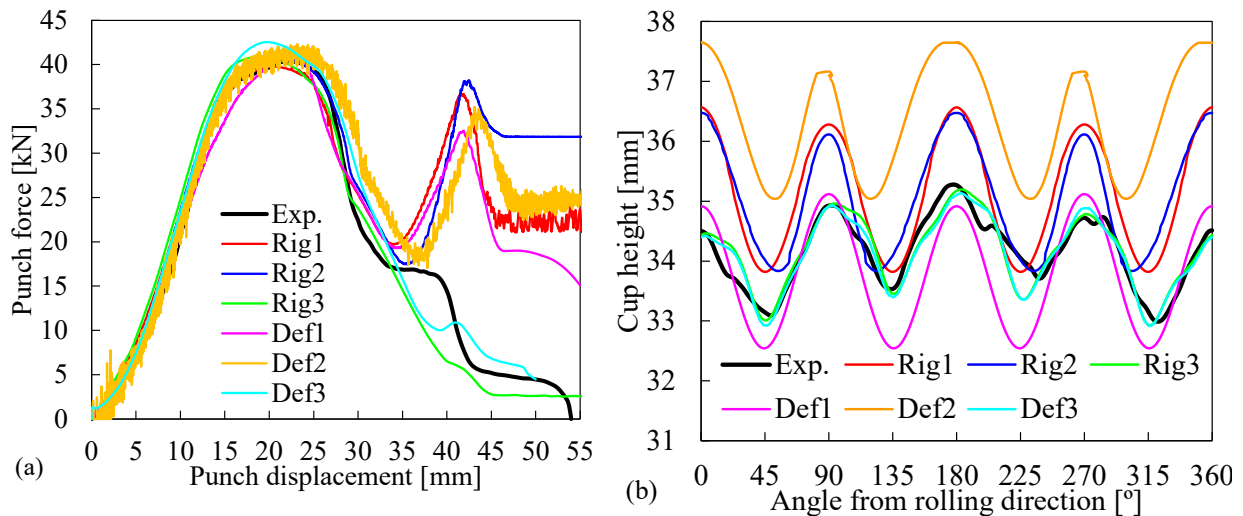 Punch force [kN]
45
40
35
30
25
20
15
10
5
0
Exp.
Rig1
Rig2
Rig3
Def1
Def2
Def3
0 5 10 15 20 25 30 35 40 45 50 55
Punch displacement [mm]
(a)
Cup height [mm]
38
37
36
35
34
33
32
31
Exp. Rig1 Rig2 Rig3
Def1 Def2 Def3
0 45 90 135 180 225 270 315 360
Angle from rolling direction [º]
(b)